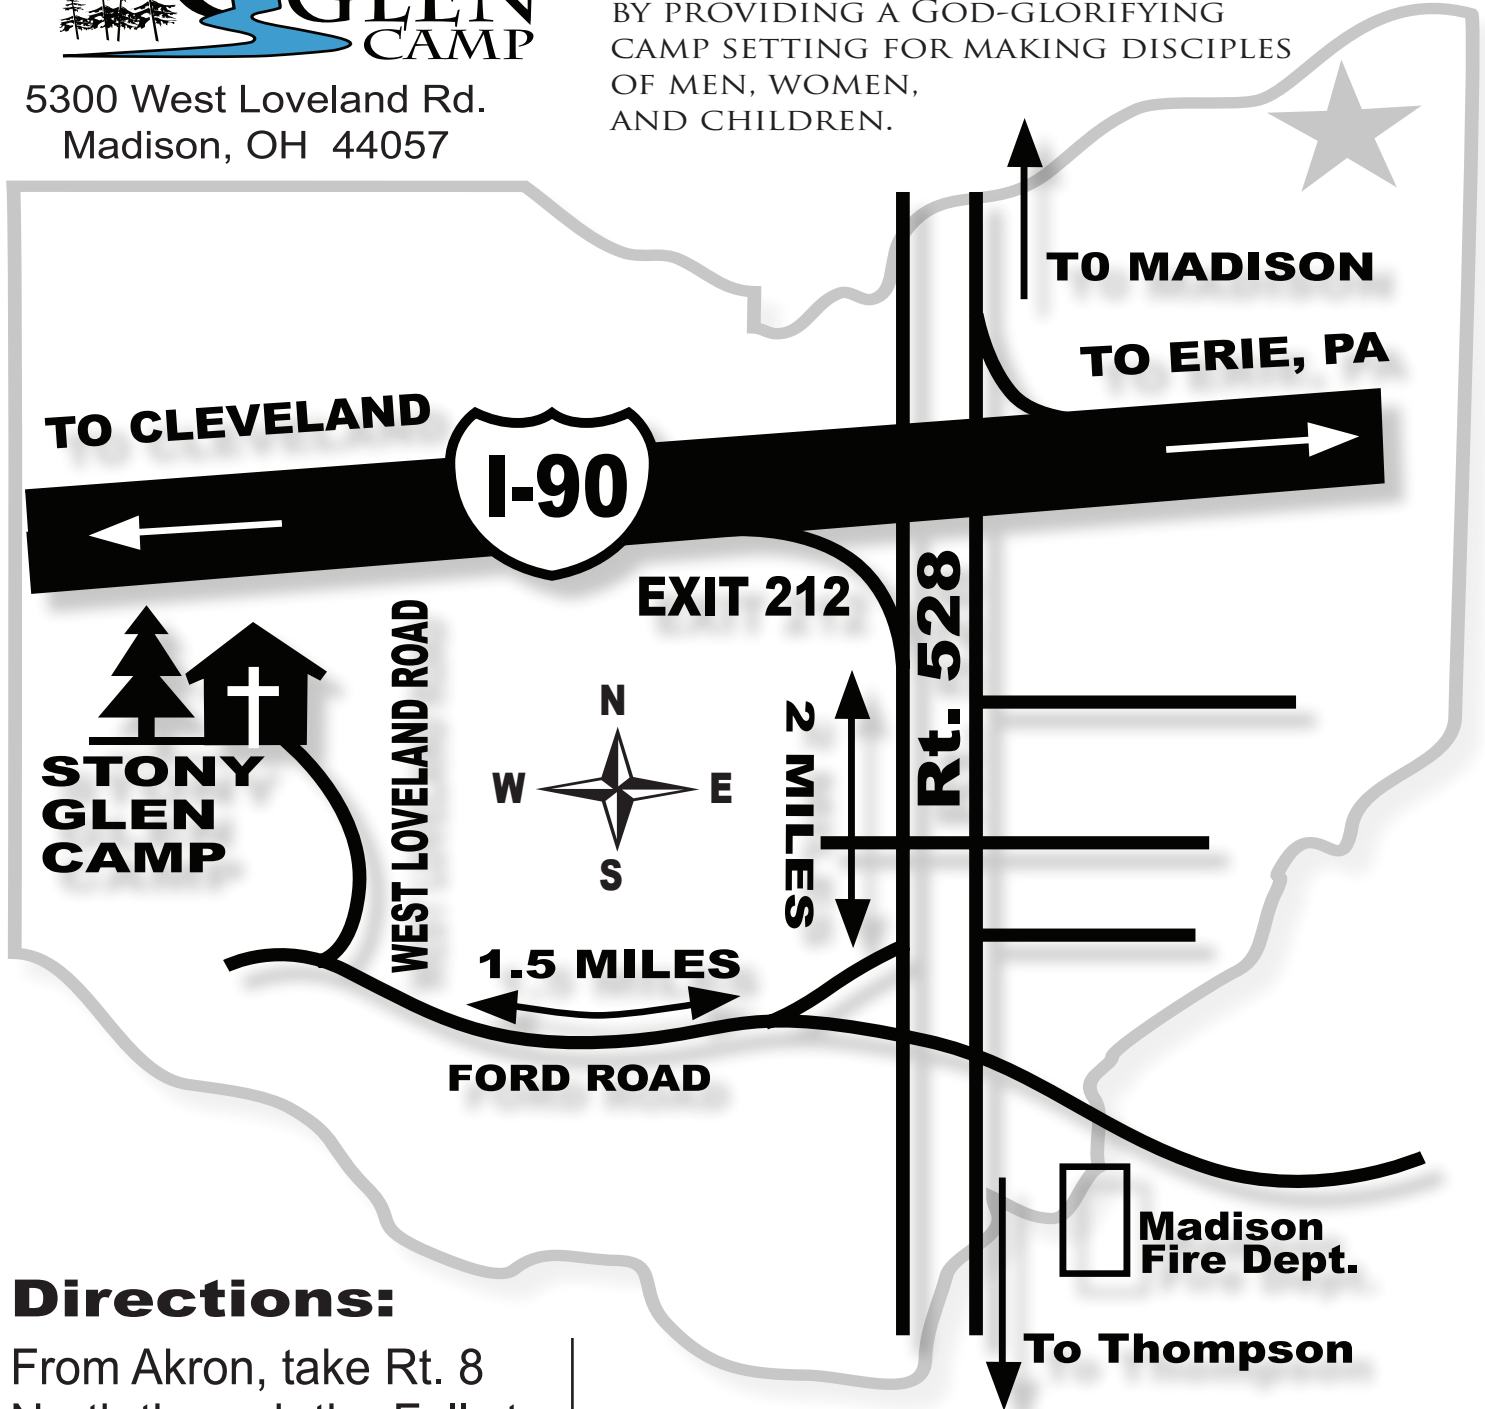 GLEN
CAMP
5300 West Loveland Rd.
Madison, OH 44057
BY PROVIDING A GOD-GLORIFYING
CAMP SETTING FOR MAKING DISCIPLES
OF MEN, WOMEN,
AND CHILDREN.
T0 MADISON
TO ERIE, PA
TO CLEVELAND
I-90
EXIT 212
Rt. 528
WEST LOVELAND ROAD
2 MILES
N
W
E
S
STONY
GLEN
CAMP
1.5 MILES
FORD ROAD
Madison
Fire Dept.
To Thompson
Directions:
From Akron, take Rt. 8